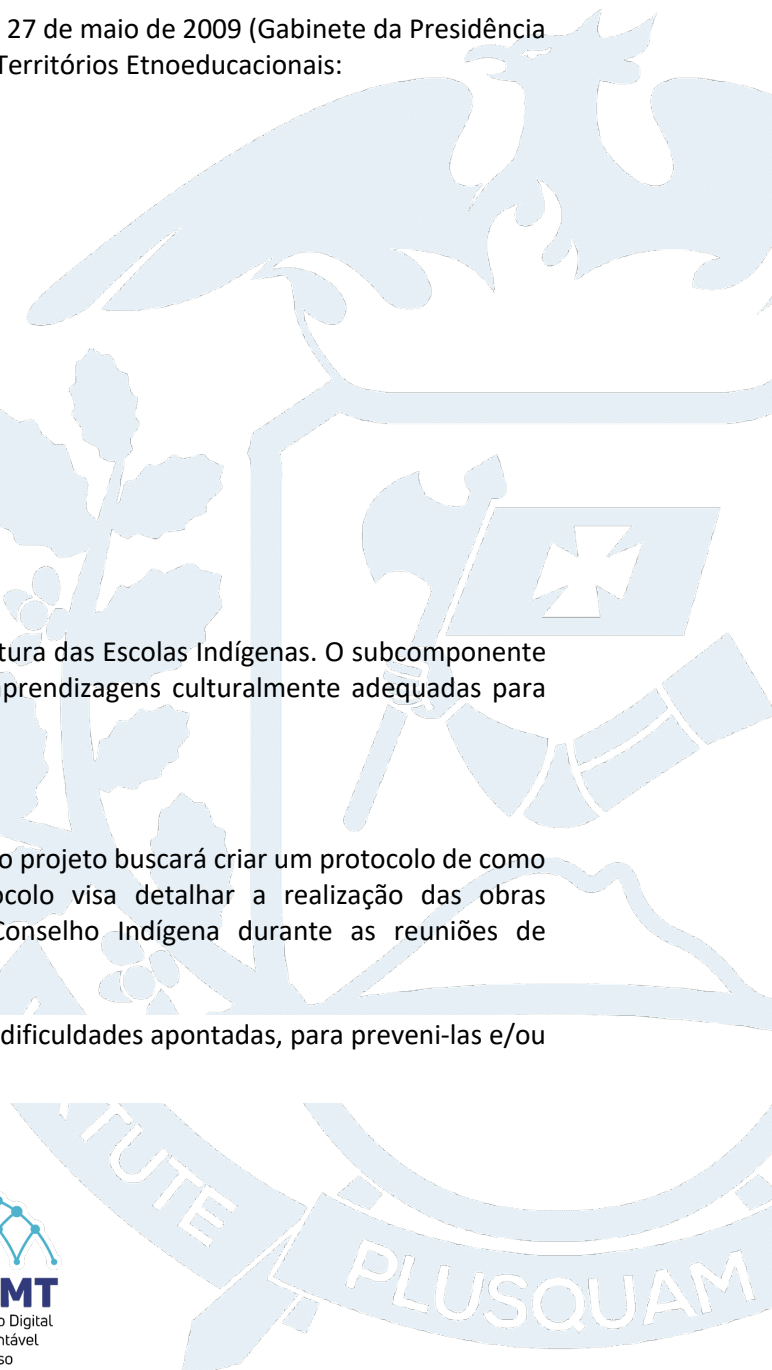 27 de maio de 2009 (Gabinete da Presidência
Territórios Etnoeducacionais:
tura das Escolas Indígenas. O subcomponente
aprendizagens culturalmente adequadas para
o projeto buscará criar um protocolo de como
ocolo visa detalhar a realização das obras
Conselho Indígena durante as reuniões de
dificuldades apontadas, para preveni-las e/ou
TUTE
PLUSQUAM
MT
o Digital
ntável
so